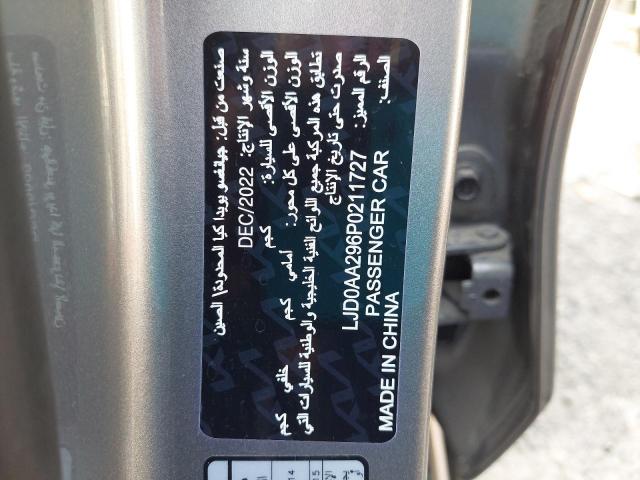 صنعت من قبل: جيانغسو يويدا كيا المحدودة\ الصين
سنة وشهر الإنتاج: DEC/2022
الوزن الأقصى للسيارة: كجم
الوزن الأقصى على كل محور: أمامي كجم خلفي كجم
تطابق هذه المركبة جميع اللوائح الفنية الخليجية والوطنية للسيارات التي
صدرت حتى تاريخ الإنتاج
الرقم المميز: LJD0AA296P0211727
الصنف: PASSENGER CAR
MADE IN CHINA